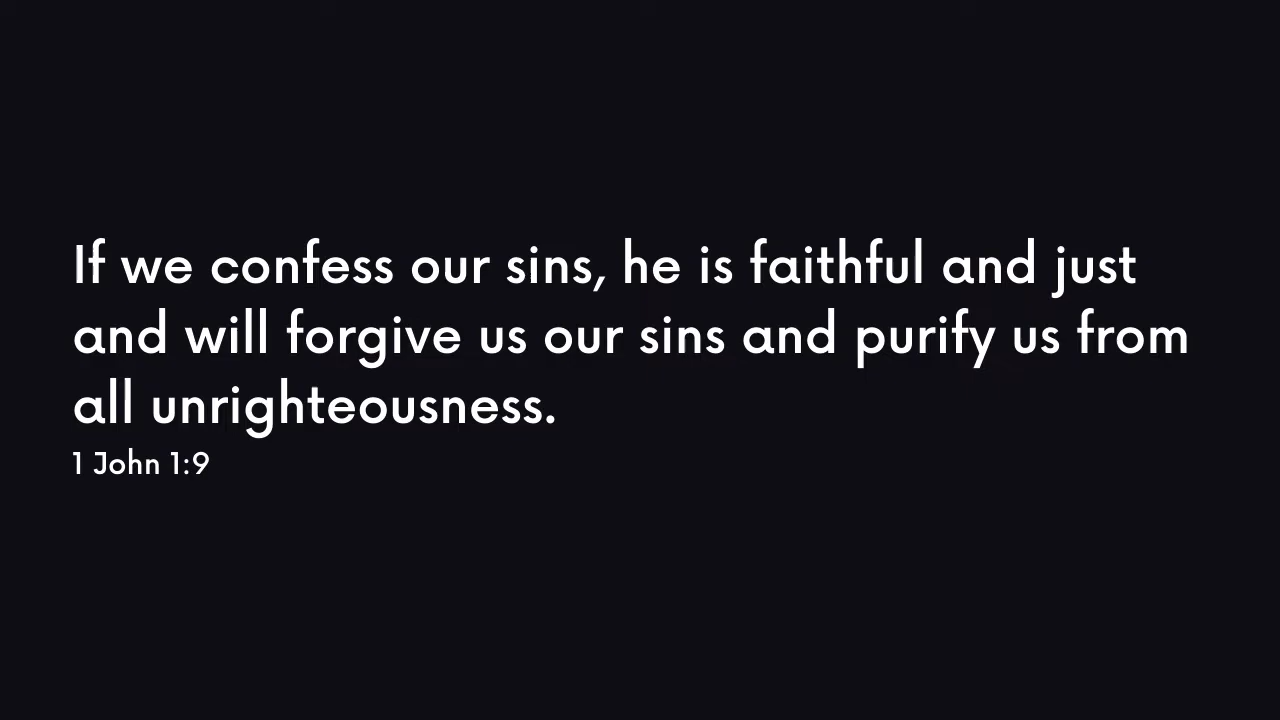 If we confess our sins, he is faithful and just
and will forgive us our sins and purify us from
all unrighteousness.
1 John 1:9